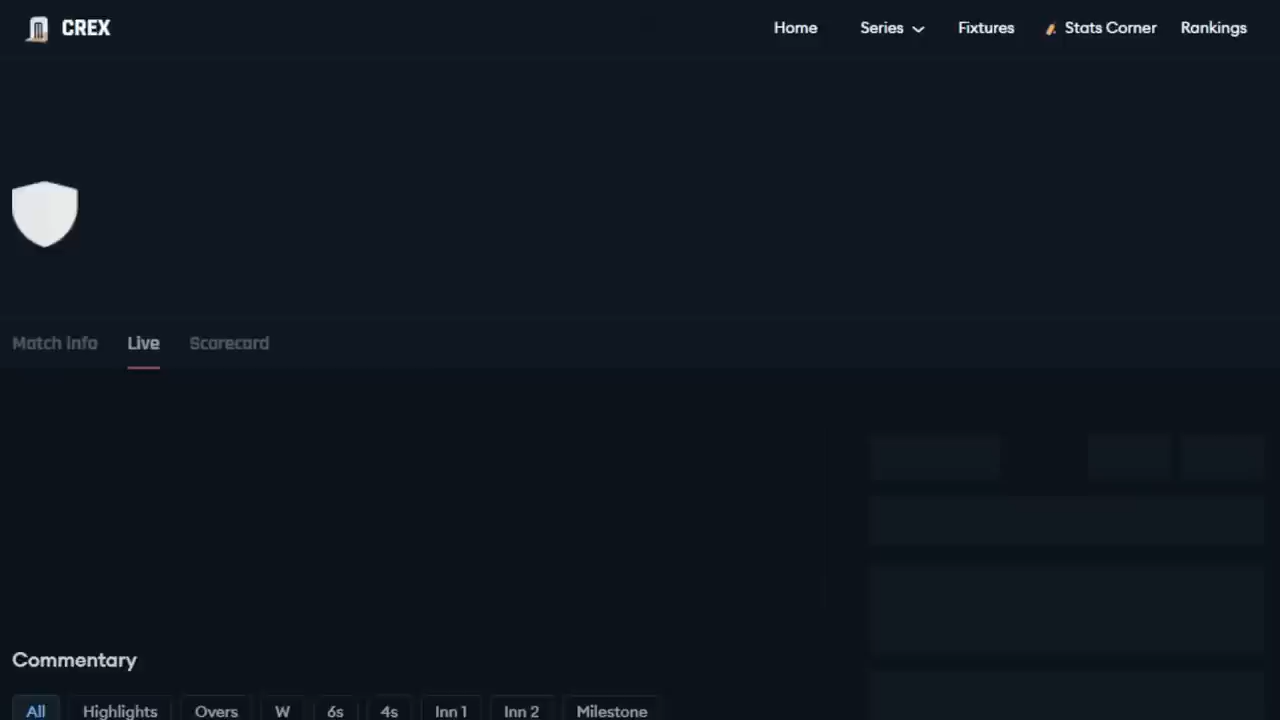 CREX Home Series Fixtures Stats Corner Rankings
Match Info Live Scorecard
Commentary
All Highlights Overs W 6s 4s Inn 1 Inn 2 Milestone